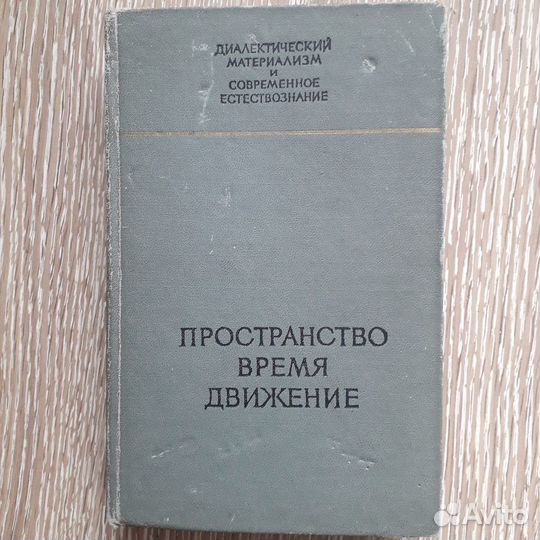 ДИАЛЕКТИЧЕСКИЙ
МАТЕРИАЛИЗМ
И
СОВРЕМЕННОЕ
ЕСТЕСТВОЗНАНИЕ
ПРОСТРАНСТВО
ВРЕМЯ
ДВИЖЕНИЕ
Avito